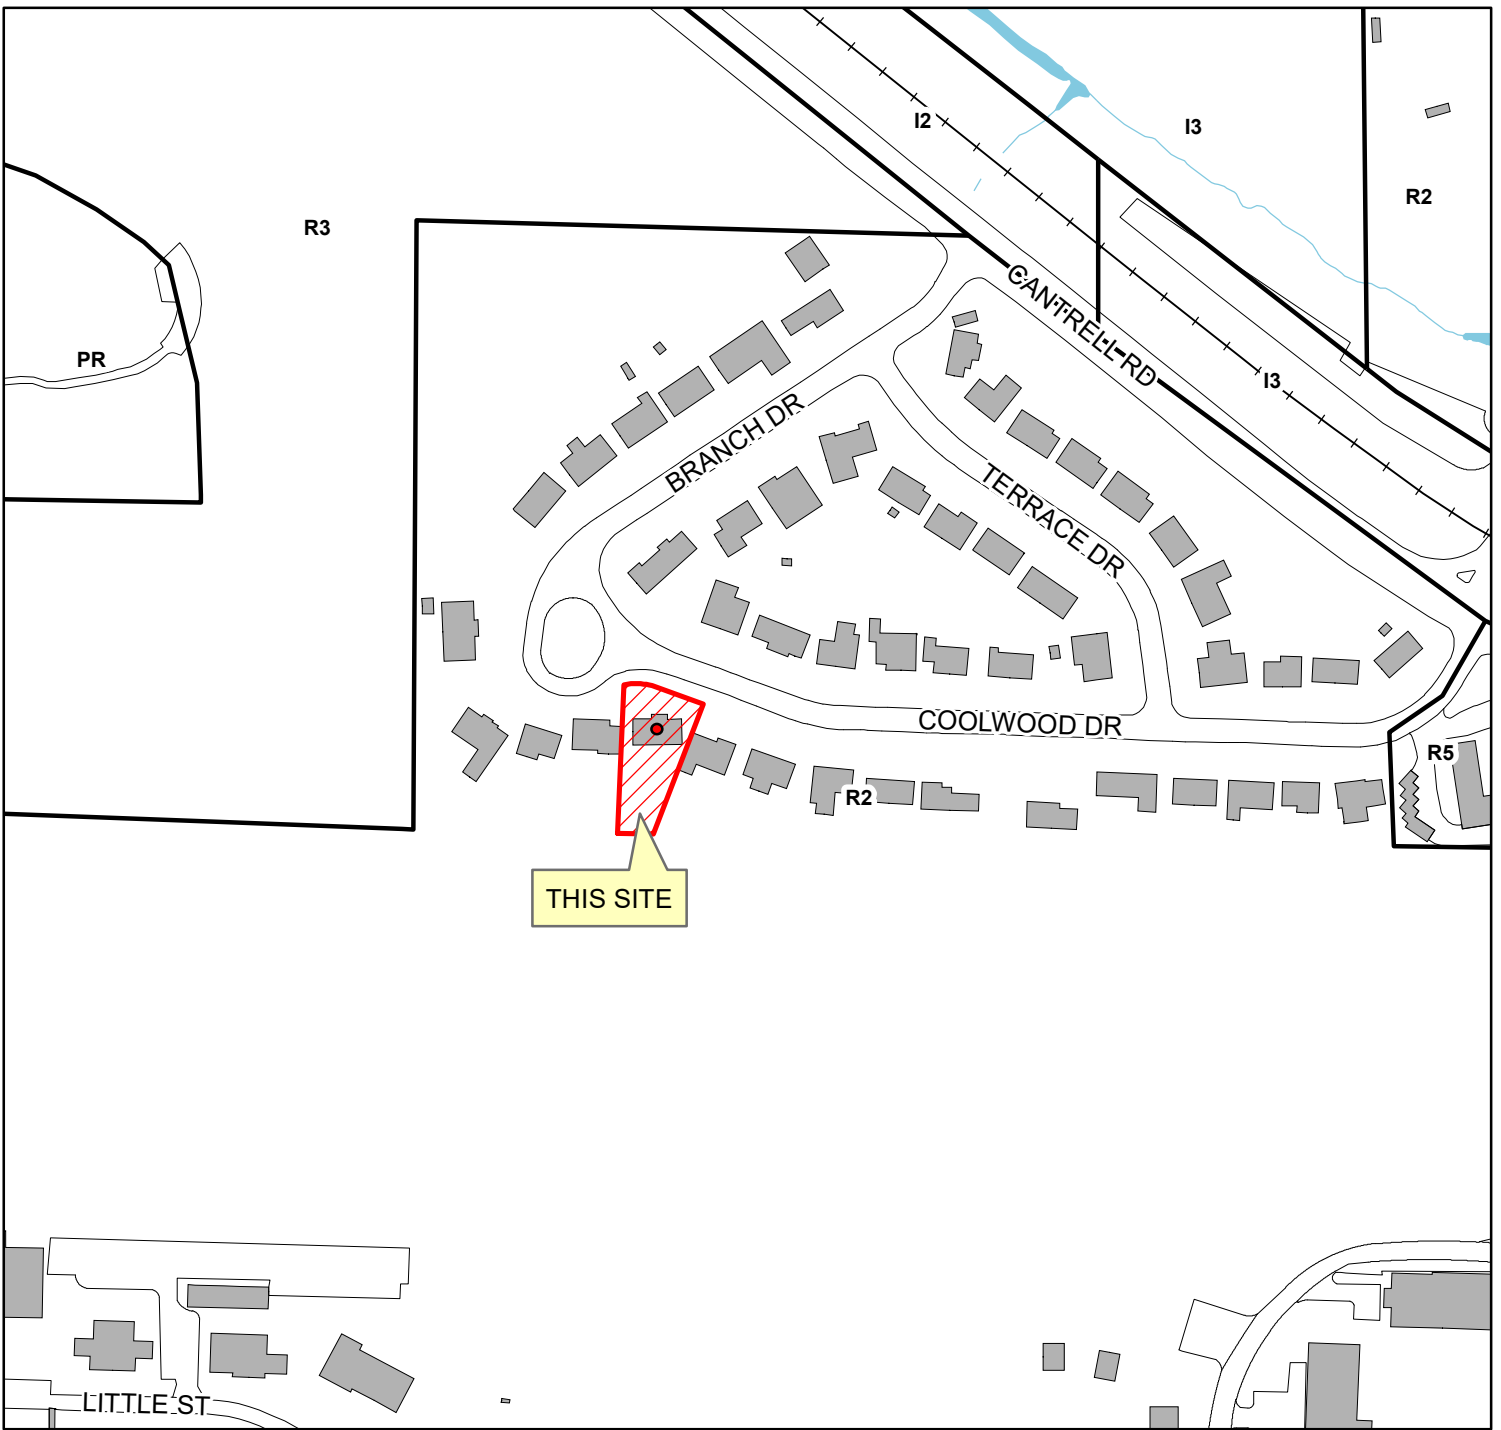 I2
I3
R2
R3
CANTRELL RD
PR
I3
BRANCH DR
TERRACE DR
COOLWOOD DR
R5
R2
THIS SITE
LITTLE ST